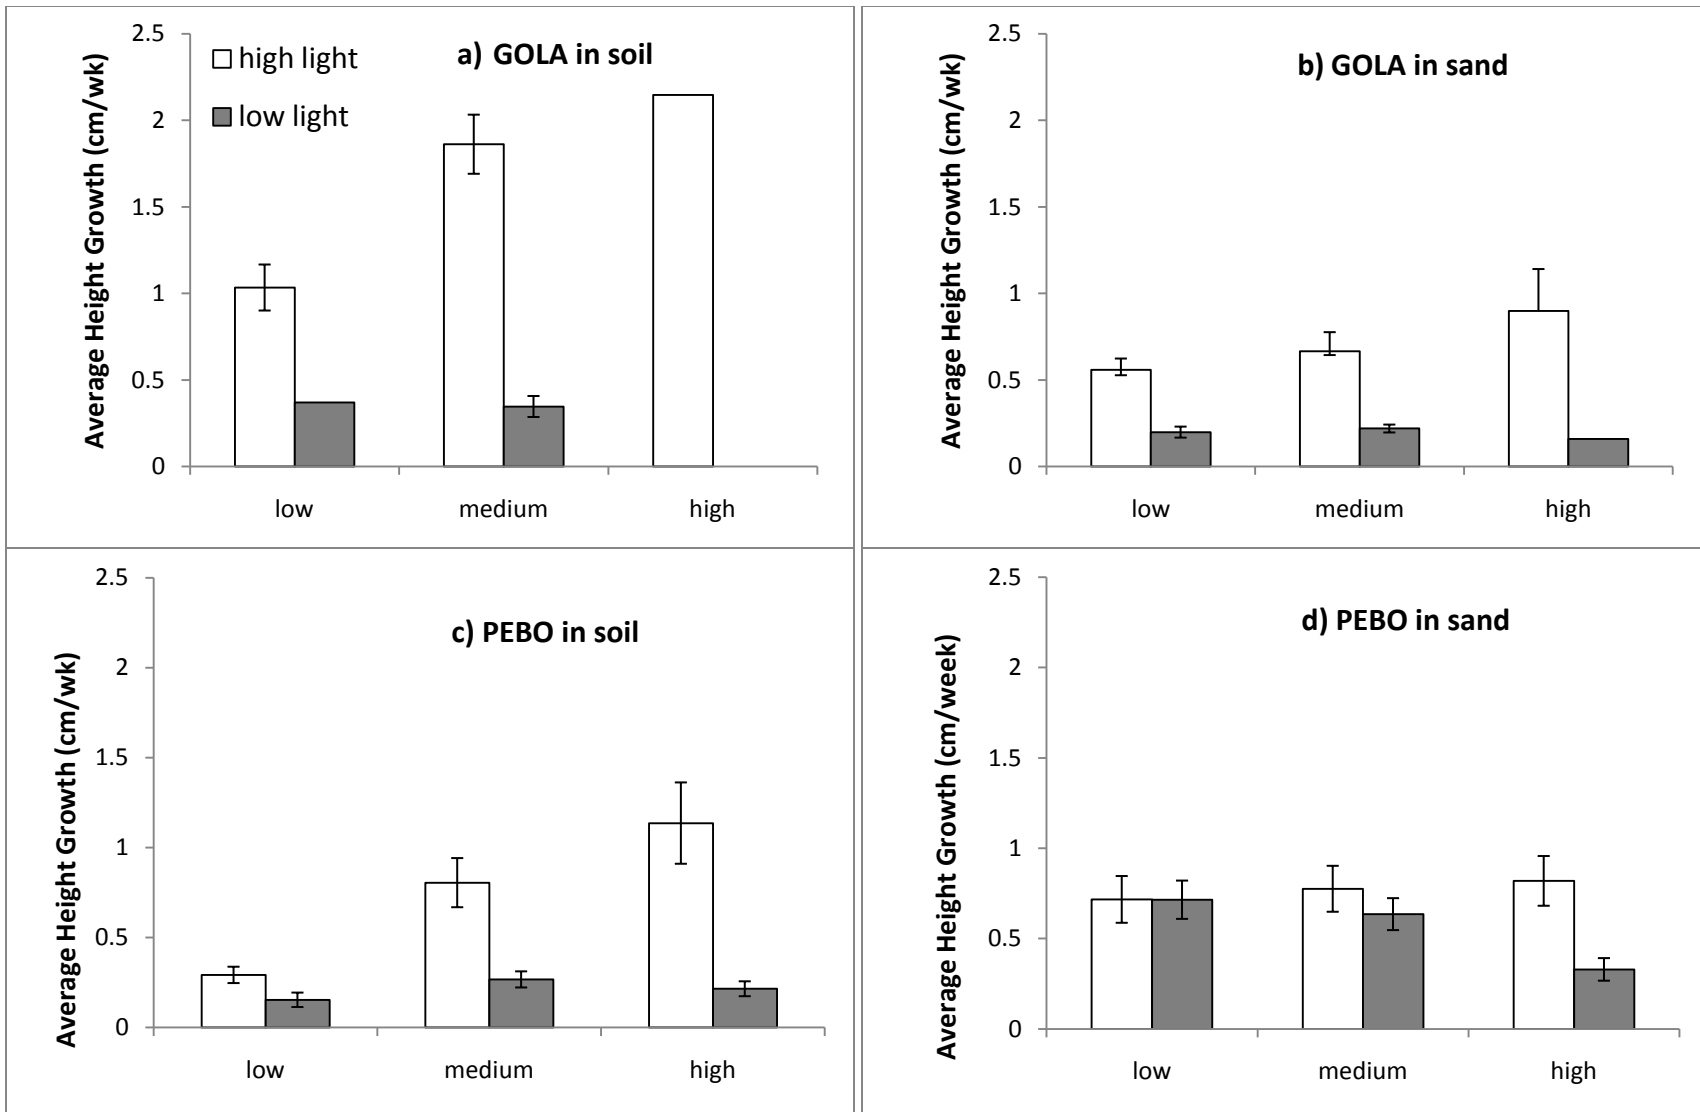 a) GOLA in soil
high light
low light
Average Height Growth (cm/wk)
2.5
2
1.5
1
0.5
0
low medium high
b) GOLA in sand
Average Height Growth (cm/wk)
2.5
2
1.5
1
0.5
0
low medium high
c) PEBO in soil
Average Height Growth (cm/wk)
2.5
2
1.5
1
0.5
0
low medium high
d) PEBO in sand
Average Height Growth (cm/week)
2.5
2
1.5
1
0.5
0
low medium high